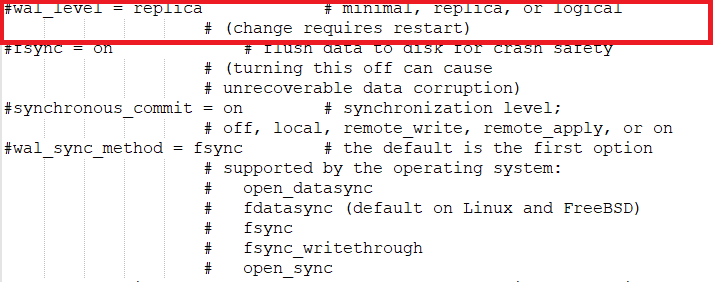 #wal_level = replica # minimal, replica, or logical
# (change requires restart)
#fsync = on # flush data to disk for crash safety
# (turning this off can cause
# unrecoverable data corruption)
#synchronous_commit = on # synchronization level;
# off, local, remote_write, remote_apply, or on
#wal_sync_method = fsync # the default is the first option
# supported by the operating system:
# open_datasync
# fdatasync (default on Linux and FreeBSD)
# fsync
# fsync_writethrough
# open_sync